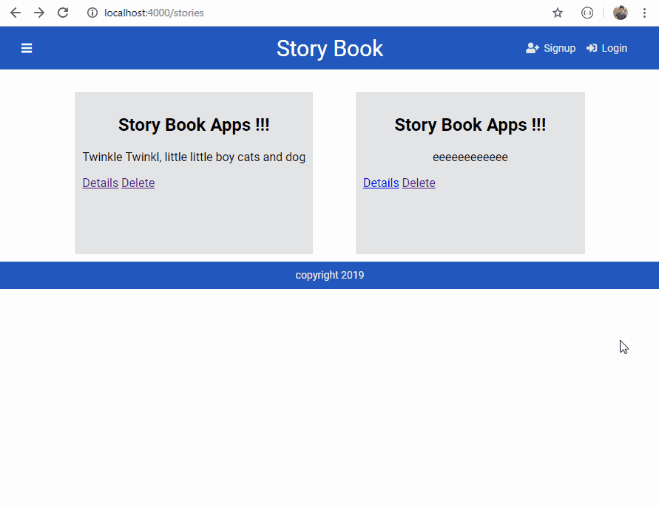 localhost:4000/stories
Story Book
Signup Login
Story Book Apps !!!
Twinkle Twinkl, little little boy cats and dog
Details Delete
Story Book Apps !!!
eeeeeeeeeeee
Details Delete
copyright 2019